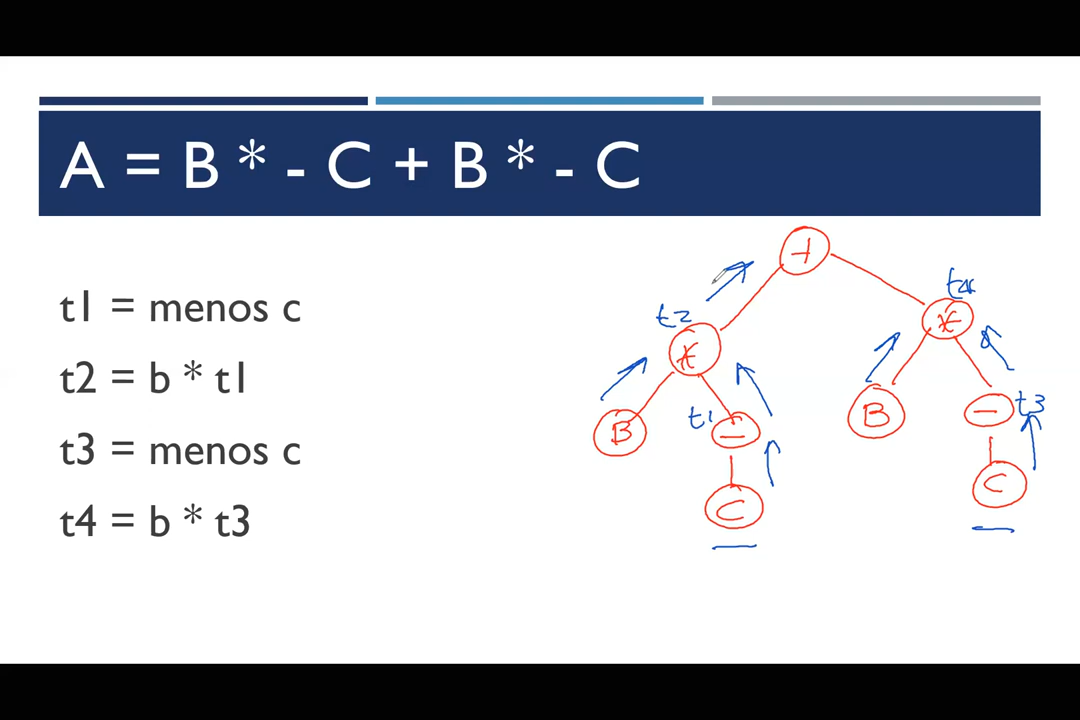 A = B * - C + B * - C
t1 = menos c
t2 = b * t1
t3 = menos c
t4 = b * t3
+
t2
*
t4
*
B
t1
-
B
-
t3
C
C